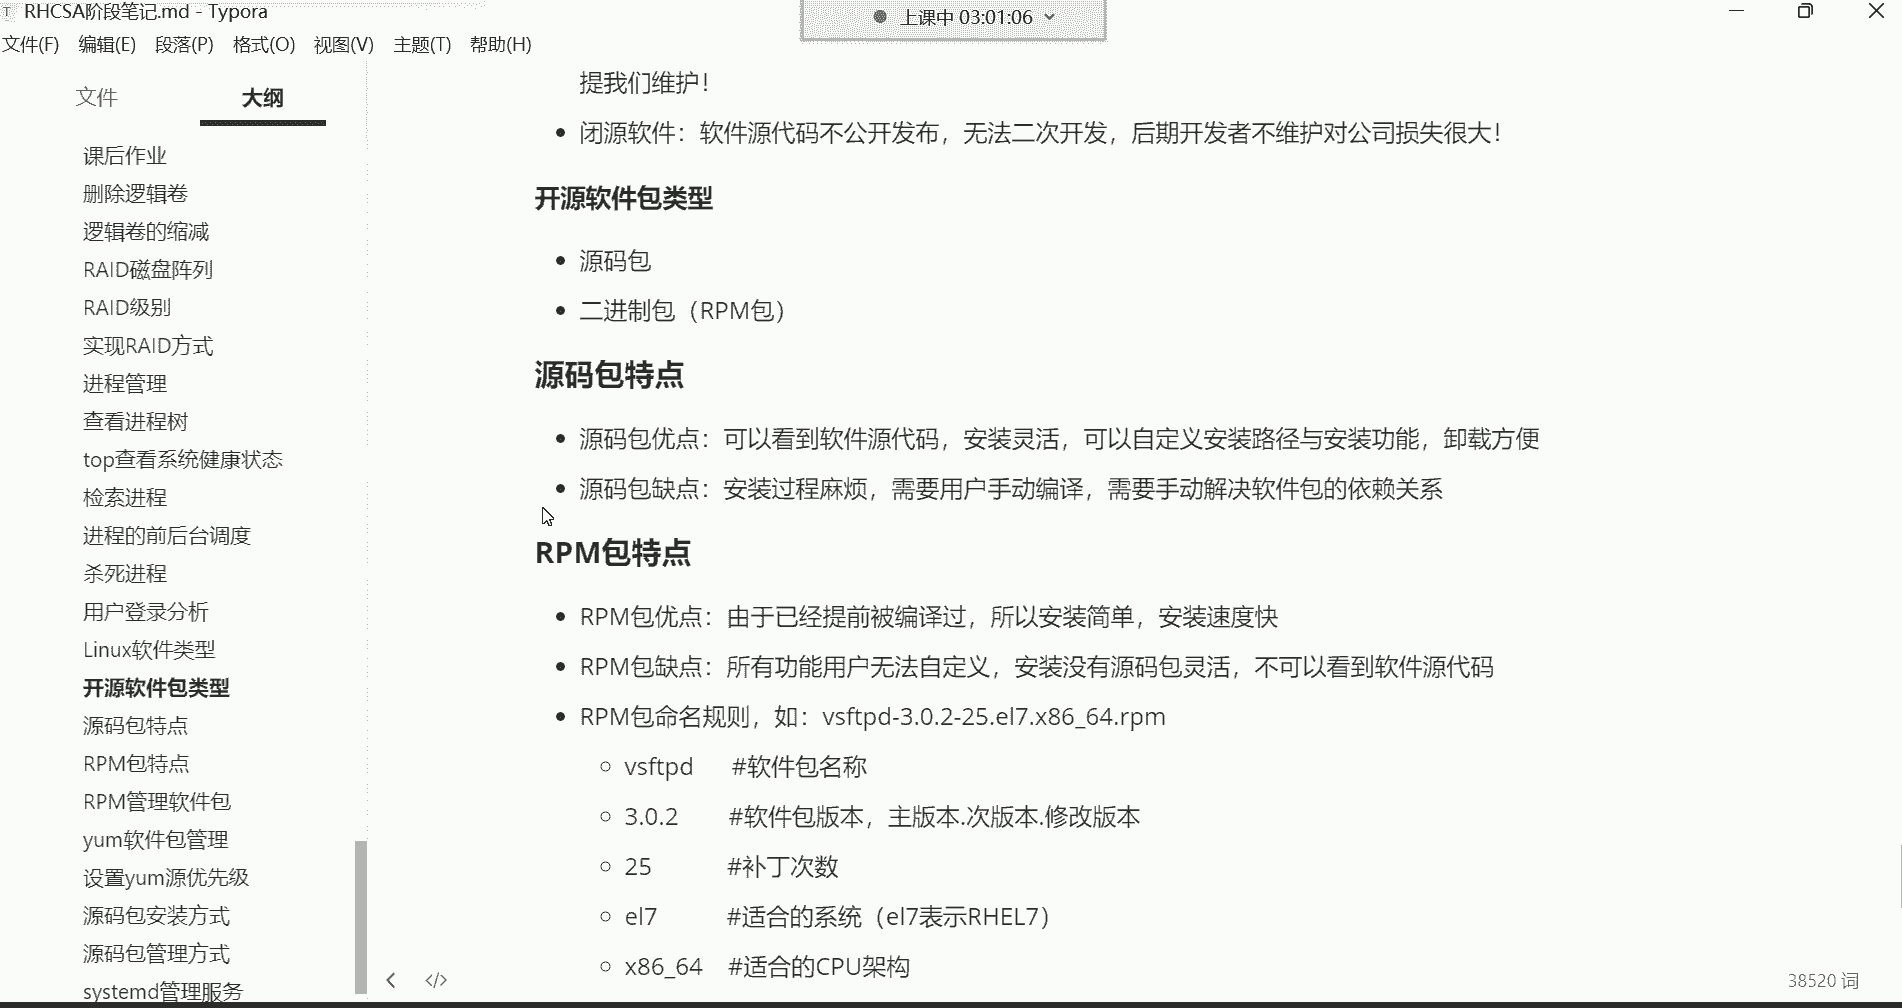 RHCSA阶段笔记.md - Typora
上课中 03:01:06
文件(F) 编辑(E) 段落(P) 格式(O) 视图(V) 主题(T) 帮助(H)
文件 大纲
课后作业
删除逻辑卷
逻辑卷的缩减
RAID磁盘阵列
RAID级别
实现RAID方式
进程管理
查看进程树
top查看系统健康状态
检索进程
进程的前后台调度
杀死进程
用户登录分析
Linux软件类型
开源软件包类型
源码包特点
RPM包特点
RPM管理软件包
yum软件包管理
设置yum源优先级
源码包安装方式
源码包管理方式
systemd管理服务
提我们维护！
闭源软件：软件源代码不公开发布，无法二次开发，后期开发者不维护对公司损失很大！
开源软件包类型
源码包
二进制包（RPM包）
源码包特点
源码包优点：可以看到软件源代码，安装灵活，可以自定义安装路径与安装功能，卸载方便
源码包缺点：安装过程麻烦，需要用户手动编译，需要手动解决软件包的依赖关系
RPM包特点
RPM包优点：由于已经提前被编译过，所以安装简单，安装速度快
RPM包缺点：所有功能用户无法自定义，安装没有源码包灵活，不可以看到软件源代码
RPM包命名规则，如：vsftpd-3.0.2-25.el7.x86_64.rpm
vsftpd #软件包名称
3.0.2 #软件包版本，主版本.次版本.修改版本
25 #补丁次数
el7 #适合的系统（el7表示RHEL7）
x86_64 #适合的CPU架构
38520 词